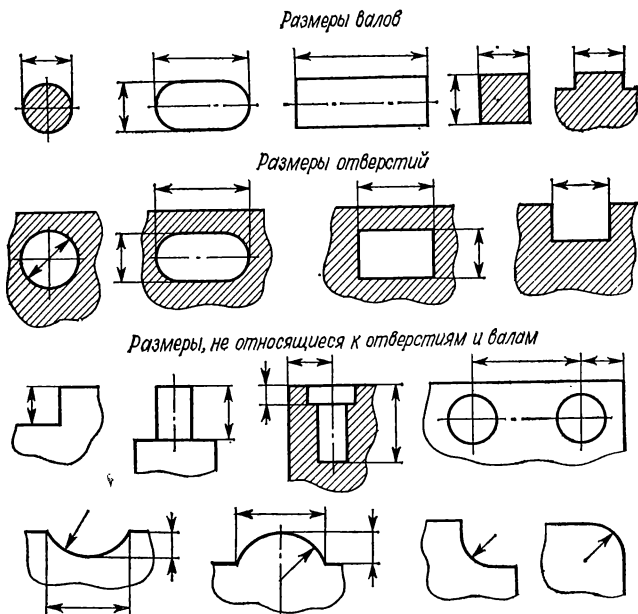 Размеры валов
Размеры отверстий
Размеры, не относящиеся к отверстиям и валам